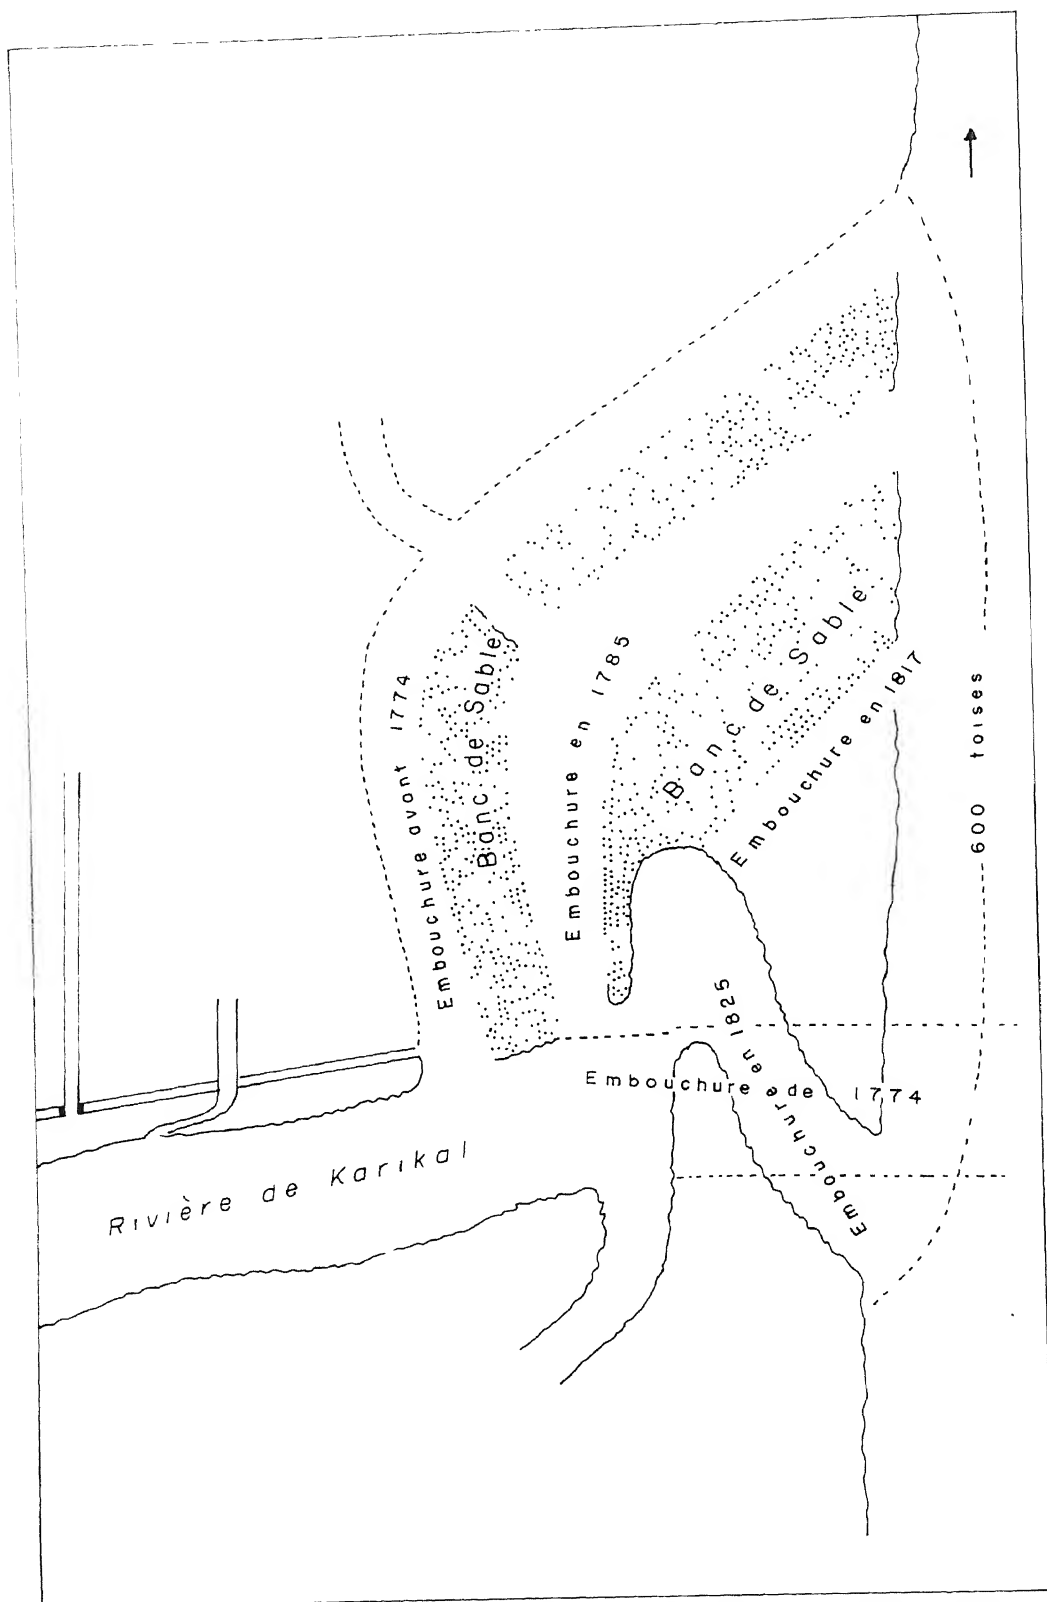 Embouchure avant 1774
Banc de Sable
Embouchure en 1785
Banc de Sable
Embouchure en 1817
600 toises
Embouchure en 1825
Embouchure de 1774
Rivière de Karikal